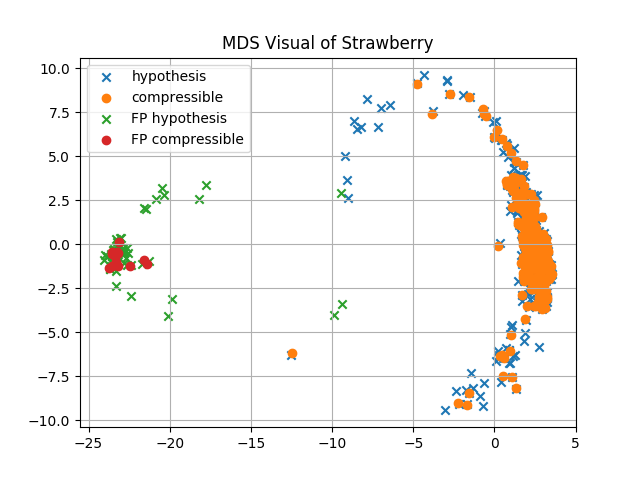 MDS Visual of Strawberry
hypothesis
compressible
FP hypothesis
FP compressible
10.0
7.5
5.0
2.5
0.0
−2.5
−5.0
−7.5
−10.0
−25 −20 −15 −10 −5 0 5